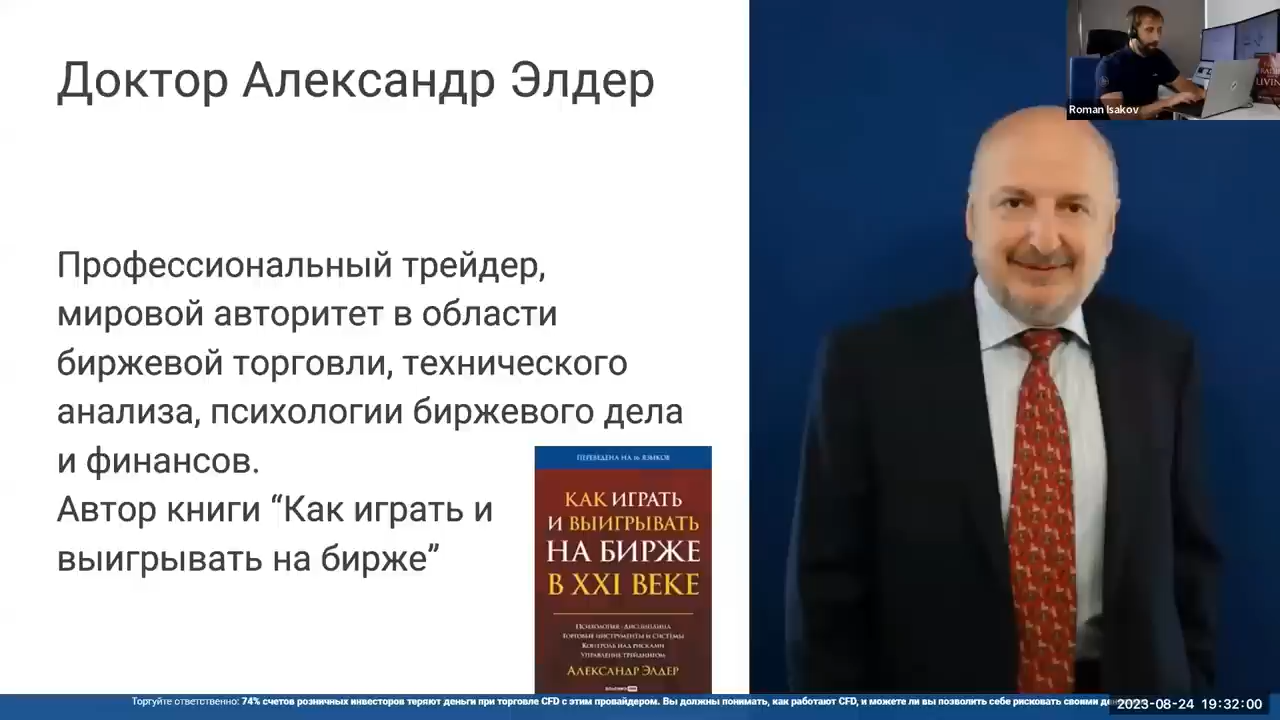 Доктор Александр Элдер
Roman Isakov
Профессиональный трейдер,
мировой авторитет в области
биржевой торговли, технического
анализа, психологии биржевого дела
и финансов.
Автор книги “Как играть и
выигрывать на бирже”
ПЕРЕВЕДЕНА НА 16 ЯЗЫКОВ
КАК ИГРАТЬ
И ВЫИГРЫВАТЬ
НА БИРЖЕ
В XXI ВЕКЕ
ПСИХОЛОГИЯ · ДИСЦИПЛИНА
ТОРГОВЫЕ ИНСТРУМЕНТЫ И СИСТЕМЫ
КОНТРОЛЬ НАД РИСКАМИ
УПРАВЛЕНИЕ ТРЕЙДИНГОМ
АЛЕКСАНДР ЭЛДЕР
Торгуйте ответственно: 74% счетов розничных инвесторов теряют деньги при торговле CFD с этим провайдером. Вы должны понимать, как работают CFD, и можете ли вы позволить себе рисковать своими
2023-08-24 19:32:00